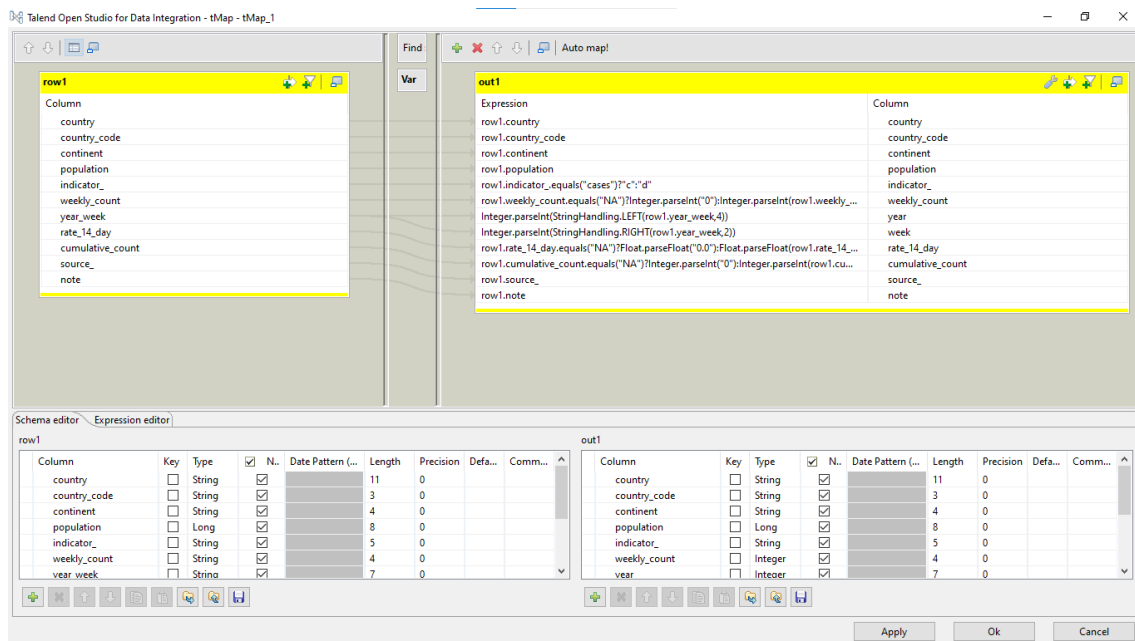 Talend Open Studio for Data Integration - tMap - tMap_1
Find
Auto map!
row1
Var
out1
Column
Expression Column
country
row1.country country
country_code
row1.country_code country_code
continent
row1.continent continent
population
row1.population population
indicator_
row1.indicator_.equals("cases")?"c":"d" indicator_
weekly_count
row1.weekly_count.equals("NA")?Integer.parseInt("0"):Integer.parseInt(row1.weekly_... weekly_count
year_week
Integer.parseInt(StringHandling.LEFT(row1.year_week,4)) year
rate_14_day
Integer.parseInt(StringHandling.RIGHT(row1.year_week,2)) week
cumulative_count
row1.rate_14_day.equals("NA")?Float.parseFloat("0.0"):Float.parseFloat(row1.rate_14_... rate_14_day
source_
row1.cumulative_count.equals("NA")?Integer.parseInt("0"):Integer.parseInt(row1.cu... cumulative_count
note
row1.source_ source_
row1.note note
Schema editor Expression editor
row1
Column Key Type N.. Date Pattern (... Length Precision Defa... Comm...
country String 11 0
country_code String 3 0
continent String 4 0
population Long 8 0
indicator_ String 5 0
weekly_count String 4 0
year_week String 7 0
out1
Column Key Type N.. Date Pattern (... Length Precision Defa... Comm...
country String 11 0
country_code String 3 0
continent String 4 0
population Long 8 0
indicator_ String 5 0
weekly_count Integer 4 0
year Integer 7 0
Apply Ok Cancel